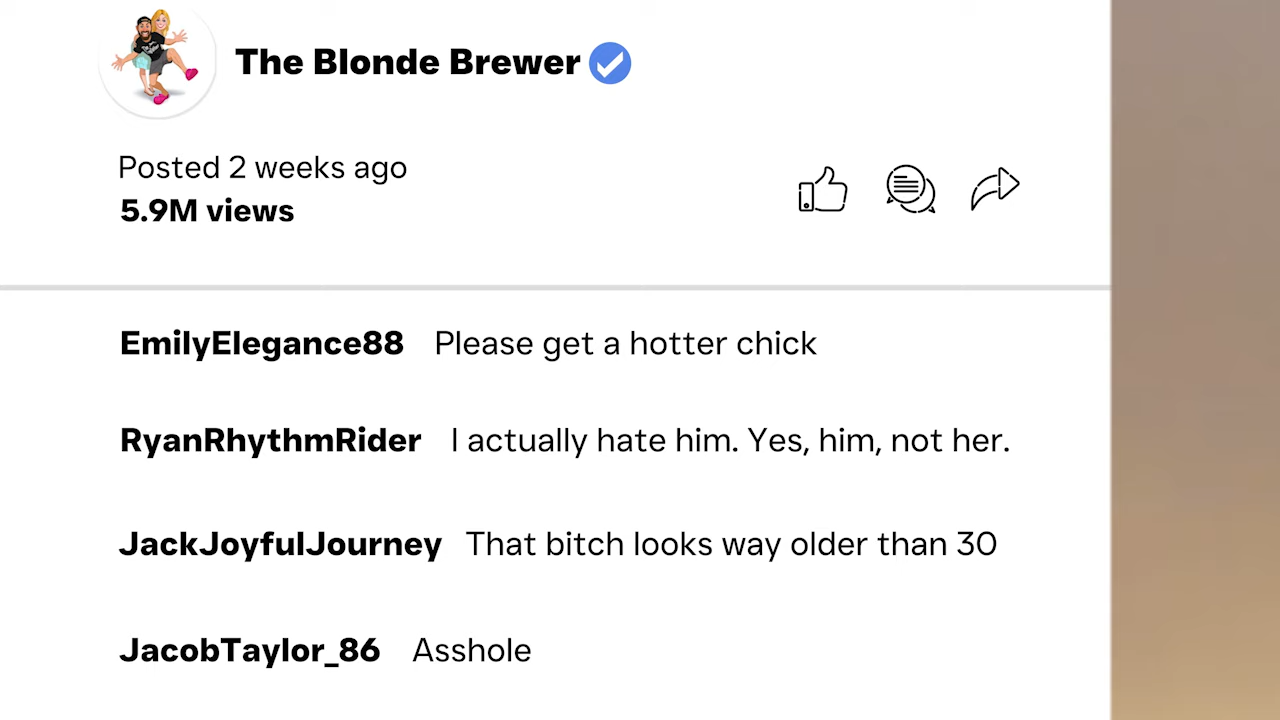 The Blonde Brewer
Posted 2 weeks ago
5.9M views
EmilyElegance88 Please get a hotter chick
RyanRhythmRider I actually hate him. Yes, him, not her.
JackJoyfulJourney That bitch looks way older than 30
JacobTaylor_86 Asshole